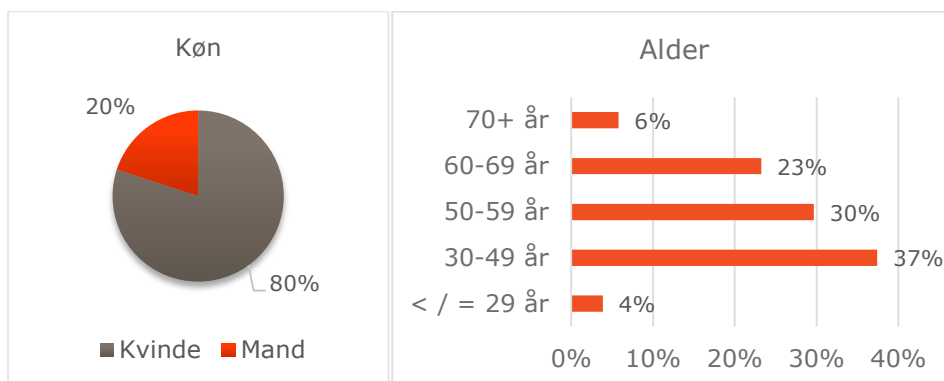 Køn
20%
80%
Kvinde Mand
Alder
70+ år 6%
60-69 år 23%
50-59 år 30%
30-49 år 37%
< / = 29 år 4%
0% 10% 20% 30% 40%